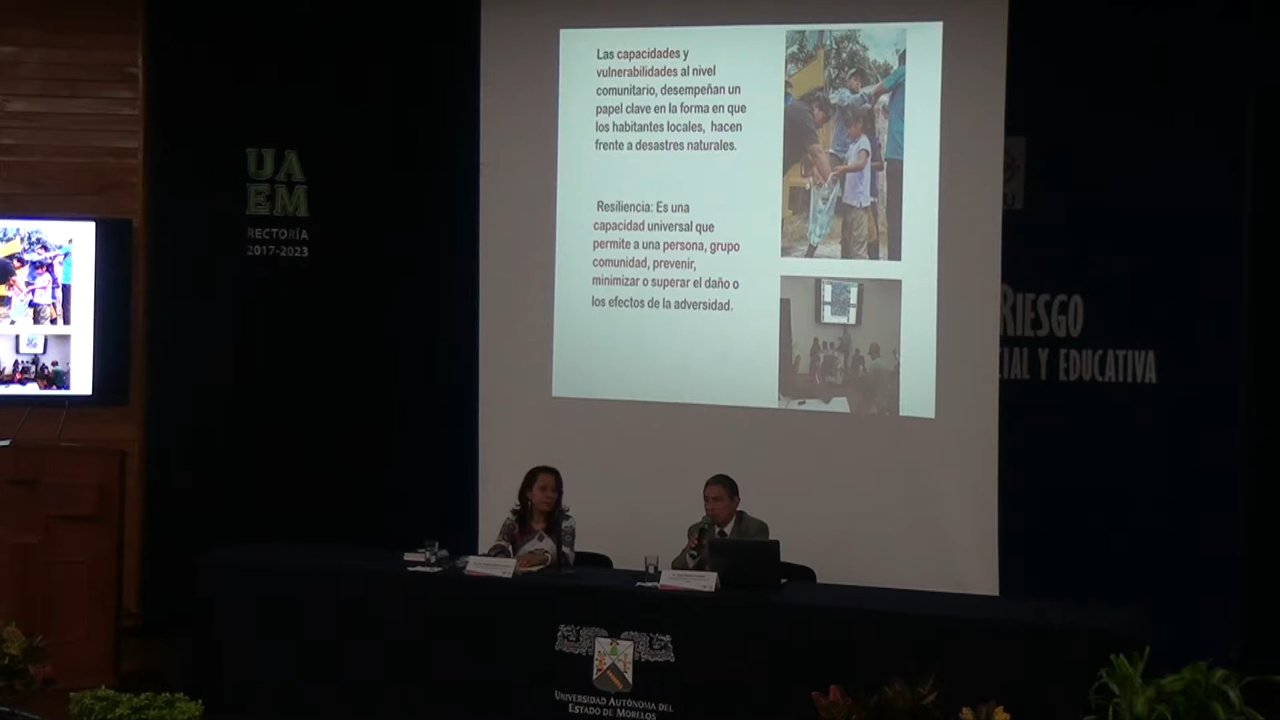 Las capacidades y
vulnerabilidades al nivel
comunitario, desempeñan un
papel clave en la forma en que
los habitantes locales, hacen
frente a desastres naturales.
Resiliencia: Es una
capacidad universal que
permite a una persona, grupo
comunidad, prevenir,
minimizar o superar el daño o
los efectos de la adversidad.
UA
EM
RECTORÍA
2017-2023
RIESGO
CIAL Y EDUCATIVA
UNIVERSIDAD AUTÓNOMA DEL
ESTADO DE MORELOS